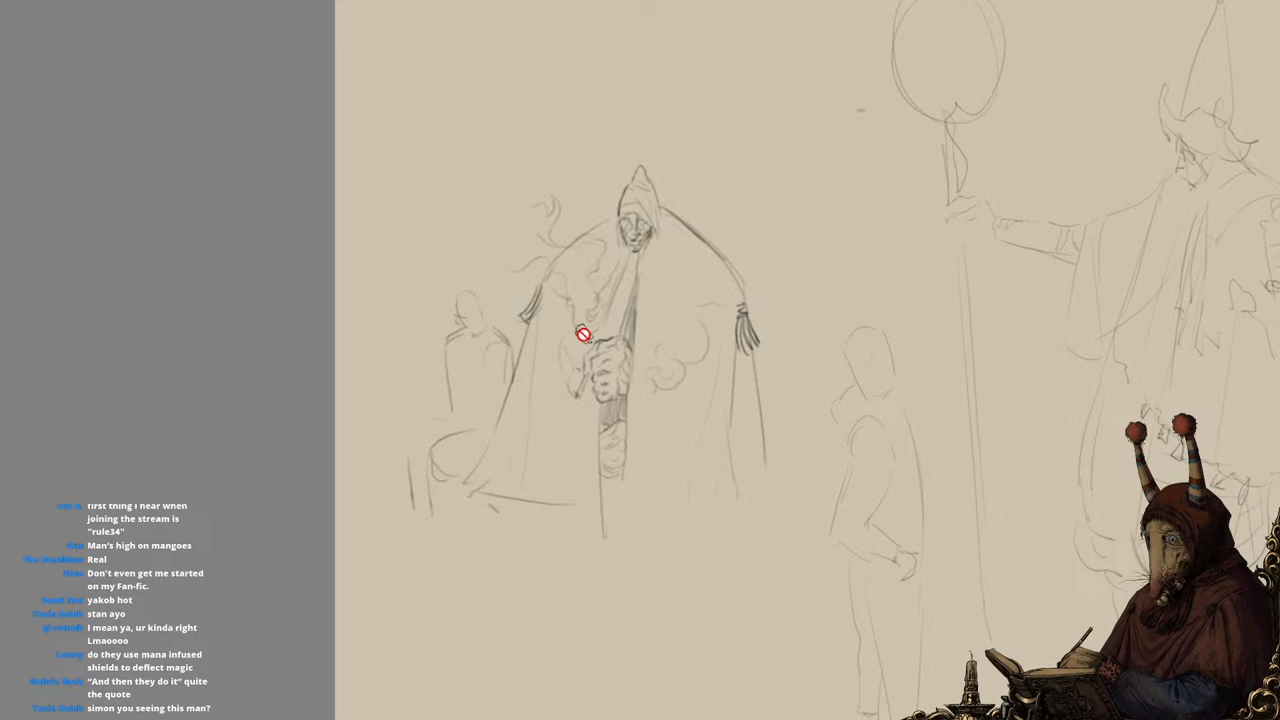 first thing I hear when
joining the stream is
"rule34"
Man's high on mangoes
Real
Don't even get me started
on my Fan-fic.
yakob hot
stan ayo
I mean ya, ur kinda right
Lmaoooo
do they use mana infused
shields to deflect magic
"And then they do it" quite
the quote
simon you seeing this man?